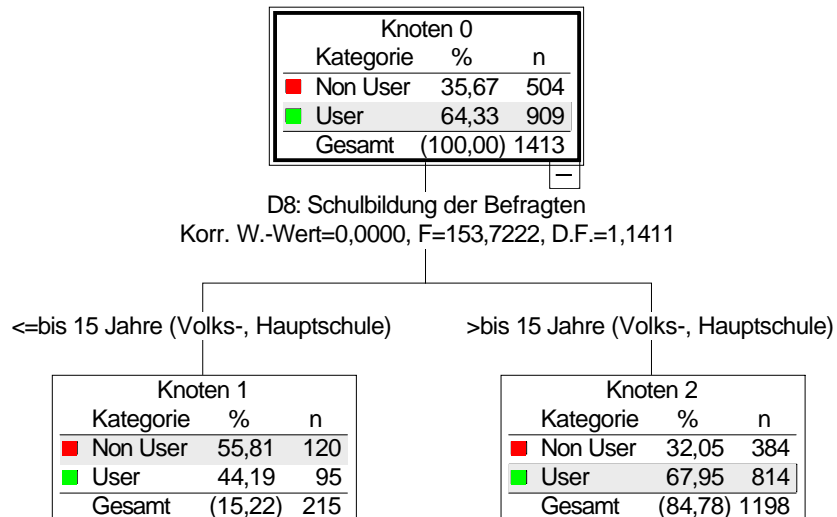 Knoten 0
Kategorie % n
Non User 35,67 504
User 64,33 909
Gesamt (100,00) 1413
D8: Schulbildung der Befragten
Korr. W.-Wert=0,0000, F=153,7222, D.F.=1,1411
<=bis 15 Jahre (Volks-, Hauptschule)
>bis 15 Jahre (Volks-, Hauptschule)
Knoten 1
Kategorie % n
Non User 55,81 120
User 44,19 95
Gesamt (15,22) 215
Knoten 2
Kategorie % n
Non User 32,05 384
User 67,95 814
Gesamt (84,78) 1198